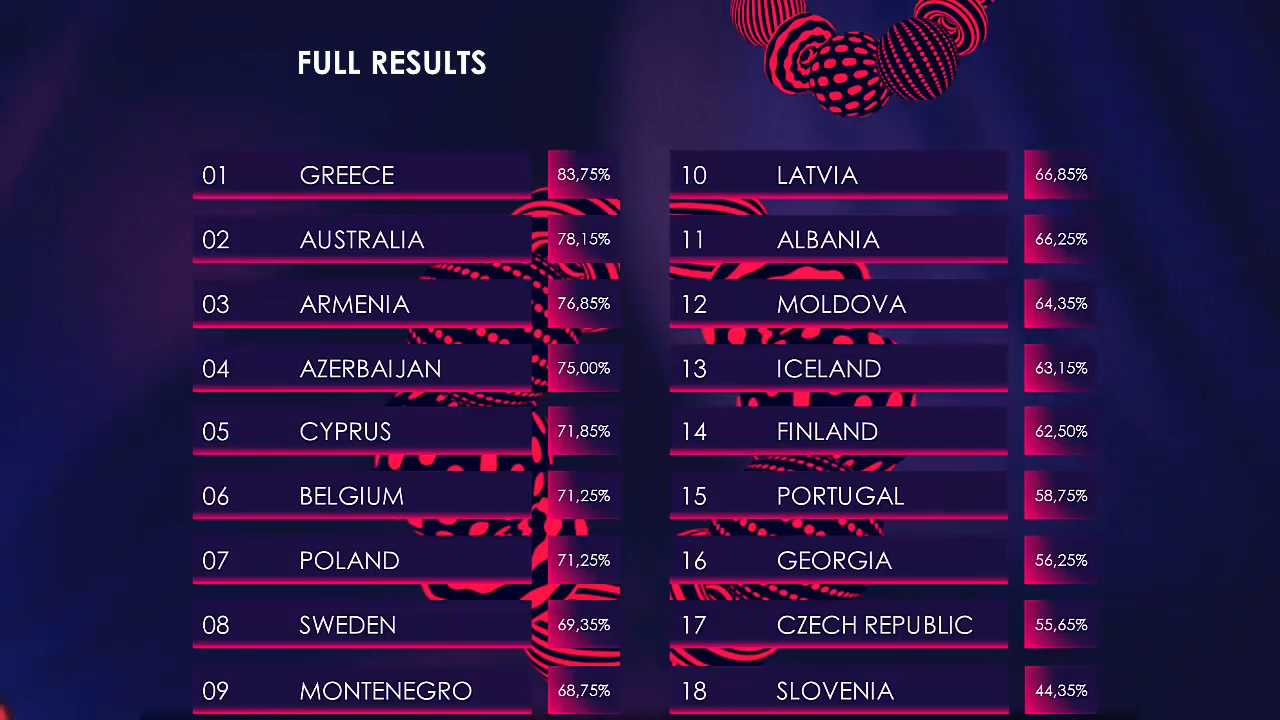 FULL RESULTS
01 GREECE 83,75%
02 AUSTRALIA 78,15%
03 ARMENIA 76,85%
04 AZERBAIJAN 75,00%
05 CYPRUS 71,85%
06 BELGIUM 71,25%
07 POLAND 71,25%
08 SWEDEN 69,35%
09 MONTENEGRO 68,75%
10 LATVIA 66,85%
11 ALBANIA 66,25%
12 MOLDOVA 64,35%
13 ICELAND 63,15%
14 FINLAND 62,50%
15 PORTUGAL 58,75%
16 GEORGIA 56,25%
17 CZECH REPUBLIC 55,65%
18 SLOVENIA 44,35%